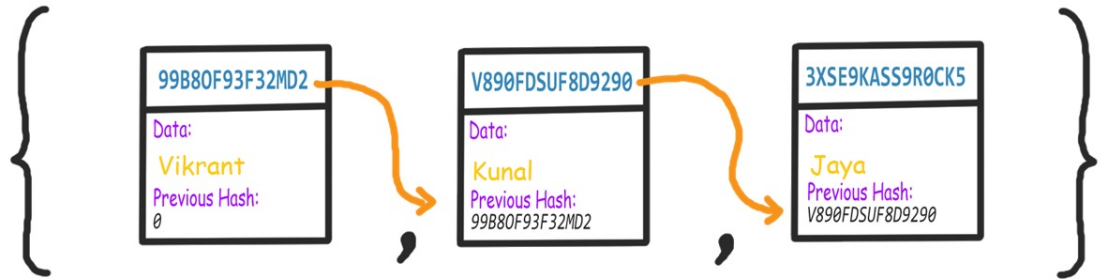 99B8OF93F32MD2
Data:
Vikrant
Previous Hash:
0
,
V890FDSUF8D9290
Data:
Kunal
Previous Hash:
99B8OF93F32MD2
,
3XSE9KASS9R0CK5
Data:
Jaya
Previous Hash:
V890FDSUF8D9290